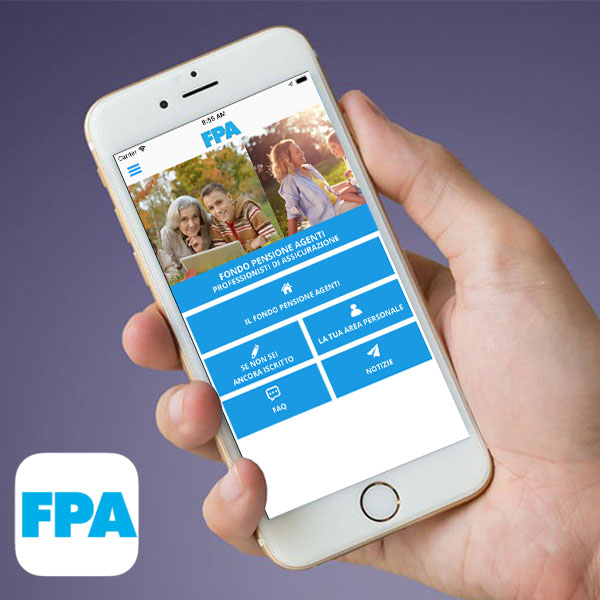 8:56 AM
Carrier
FPA
FONDO PENSIONE AGENTI
PROFESSIONISTI DI ASSICURAZIONE
IL FONDO PENSIONE AGENTI
SE NON SEI
ANCORA ISCRITTO
LA TUA AREA PERSONALE
FAQ
NOTIZIE
FPA